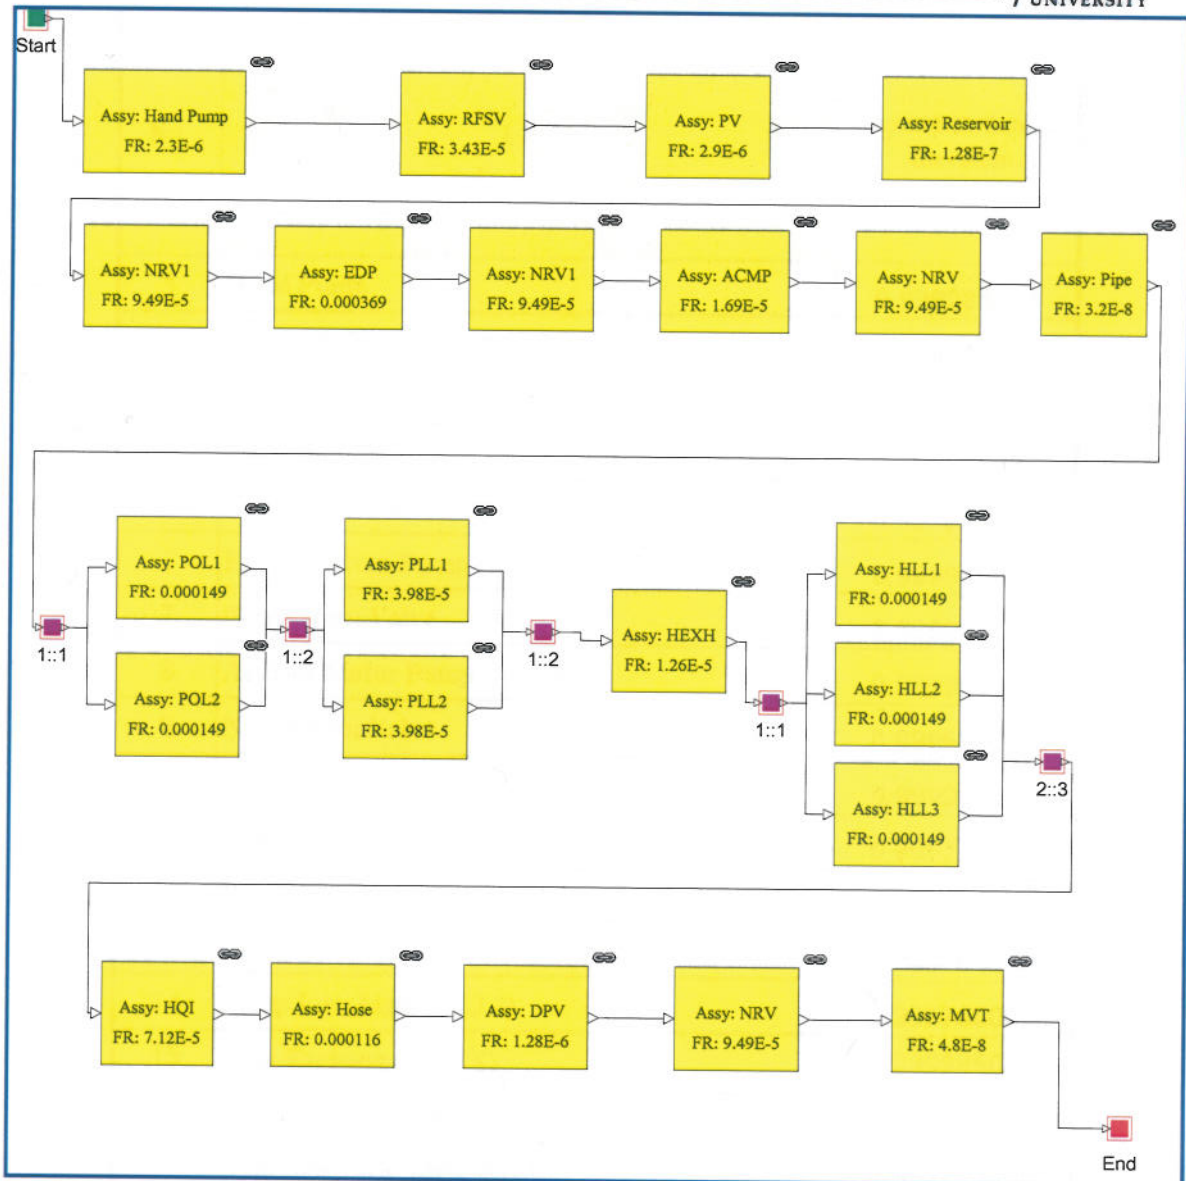 UNIVERSITY
Start
Assy: Hand Pump
FR: 2.3E-6
Assy: RFSV
FR: 3.43E-5
Assy: PV
FR: 2.9E-6
Assy: Reservoir
FR: 1.28E-7
Assy: NRV1
FR: 9.49E-5
Assy: EDP
FR: 0.000369
Assy: NRV1
FR: 9.49E-5
Assy: ACMP
FR: 1.69E-5
Assy: NRV
FR: 9.49E-5
Assy: Pipe
FR: 3.2E-8
1::1
Assy: POL1
FR: 0.000149
Assy: POL2
FR: 0.000149
1::2
Assy: PLL1
FR: 3.98E-5
Assy: PLL2
FR: 3.98E-5
1::2
Assy: HEXH
FR: 1.26E-5
1::1
Assy: HLL1
FR: 0.000149
Assy: HLL2
FR: 0.000149
Assy: HLL3
FR: 0.000149
2::3
Assy: HQI
FR: 7.12E-5
Assy: Hose
FR: 0.000116
Assy: DPV
FR: 1.28E-6
Assy: NRV
FR: 9.49E-5
Assy: MVT
FR: 4.8E-8
End